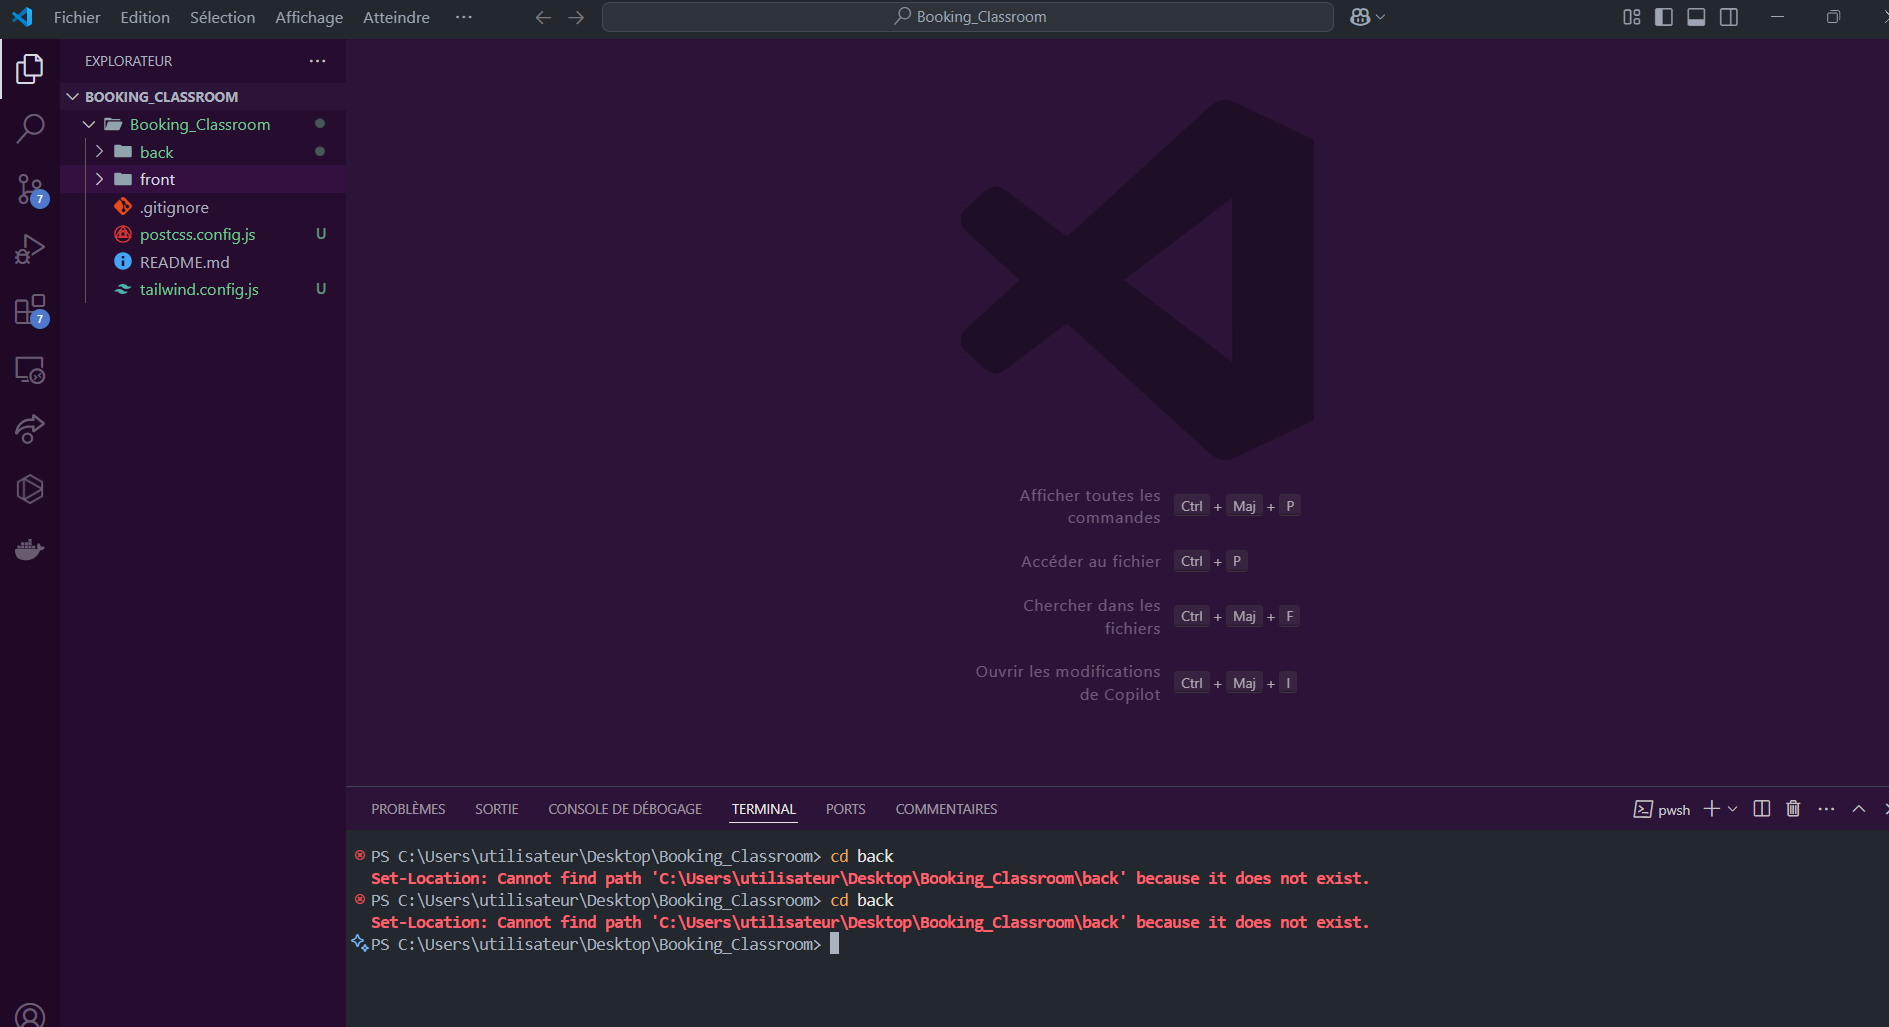 Fichier Edition Sélection Affichage Atteindre ··· Booking_Classroom
EXPLORATEUR ···
BOOKING_CLASSROOM
Booking_Classroom
back
front
.gitignore
postcss.config.js U
README.md
tailwind.config.js U
7
7
Afficher toutes les commandes Ctrl + Maj + P
Accéder au fichier Ctrl + P
Chercher dans les fichiers Ctrl + Maj + F
Ouvrir les modifications de Copilot Ctrl + Maj + I
PROBLÈMES SORTIE CONSOLE DE DÉBOGAGE TERMINAL PORTS COMMENTAIRES pwsh
PS C:\Users\utilisateur\Desktop\Booking_Classroom> cd back
Set-Location: Cannot find path 'C:\Users\utilisateur\Desktop\Booking_Classroom\back' because it does not exist.
PS C:\Users\utilisateur\Desktop\Booking_Classroom> cd back
Set-Location: Cannot find path 'C:\Users\utilisateur\Desktop\Booking_Classroom\back' because it does not exist.
PS C:\Users\utilisateur\Desktop\Booking_Classroom>